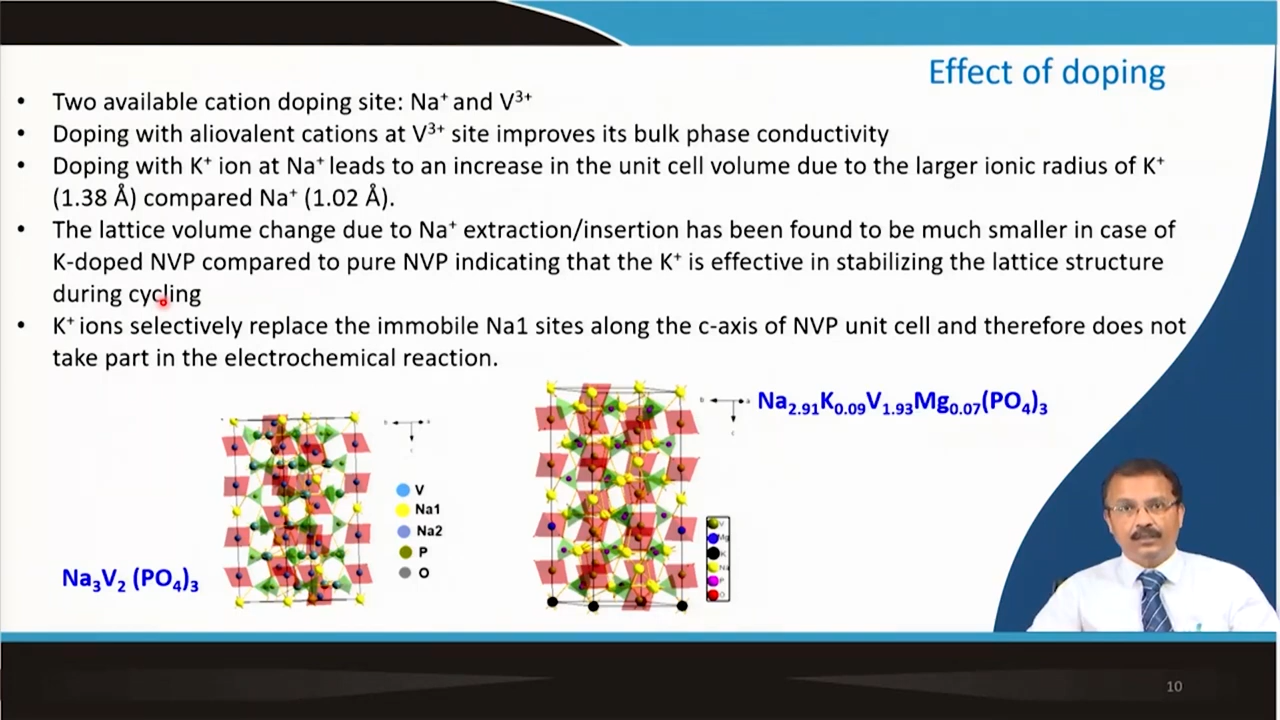 Effect of doping
• Two available cation doping site: Na⁺ and V³⁺
• Doping with aliovalent cations at V³⁺ site improves its bulk phase conductivity
• Doping with K⁺ ion at Na⁺ leads to an increase in the unit cell volume due to the larger ionic radius of K⁺
(1.38 Å) compared Na⁺ (1.02 Å).
• The lattice volume change due to Na⁺ extraction/insertion has been found to be much smaller in case of
K-doped NVP compared to pure NVP indicating that the K⁺ is effective in stabilizing the lattice structure
during cycling
• K⁺ ions selectively replace the immobile Na1 sites along the c-axis of NVP unit cell and therefore does not
take part in the electrochemical reaction.
Na₂.₉₁K₀.₀₉V₁.₉₃Mg₀.₀₇(PO₄)₃
V
Na1
Na2
P
O
Na₃V₂ (PO₄)₃
10